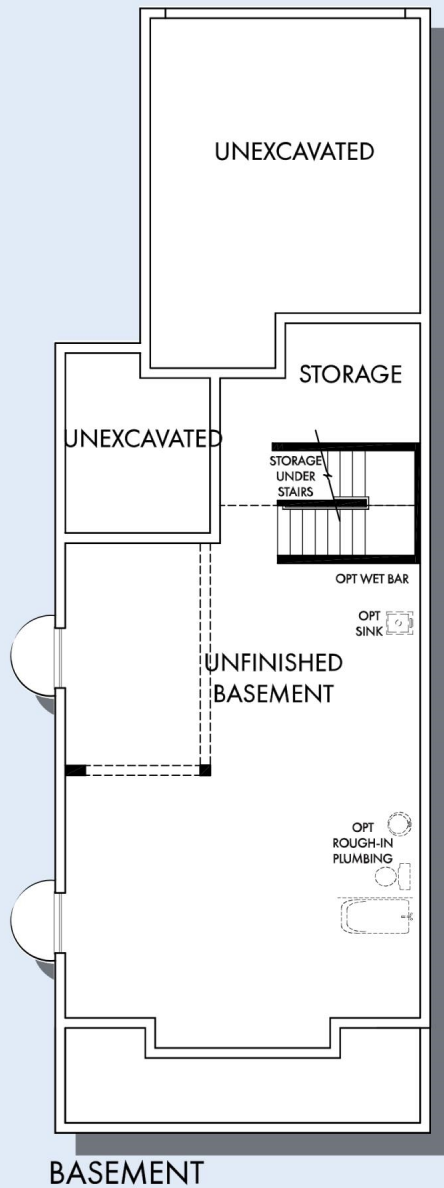 UNEXCAVATED
STORAGE
UNEXCAVATED
STORAGE
UNDER
STAIRS
OPT WET BAR
OPT
SINK
UNFINISHED
BASEMENT
OPT
ROUGH-IN
PLUMBING
BASEMENT